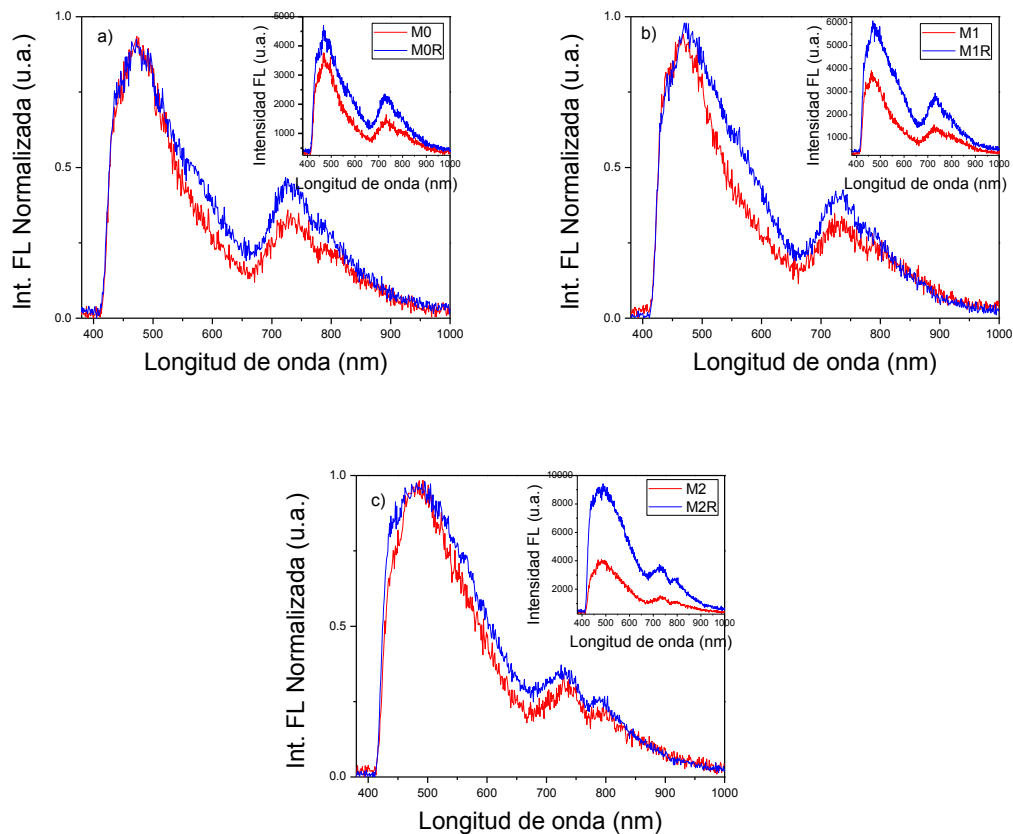 a)
Int. FL Normalizada (u.a.)
1.0
0.5
0.0
400 500 600 700 800 900 1000
Longitud de onda (nm)
M0
M0R
Intensidad FL (u.a.)
5000
4000
3000
2000
1000
400 500 600 700 800 900 1000
Longitud de onda (nm)
b)
Int. FL Normalizada (u.a.)
1.0
0.5
0.0
400 500 600 700 800 900 1000
Longitud de onda (nm)
M1
M1R
Intensidad FL (u.a.)
6000
5000
4000
3000
2000
1000
400 500 600 700 800 900 1000
Longitud de onda (nm)
c)
Int. FL Normalizada (u.a.)
1.0
0.5
0.0
400 500 600 700 800 900 1000
Longitud de onda (nm)
M2
M2R
Intensidad FL (u.a.)
10000
8000
6000
4000
2000
400 500 600 700 800 900 1000
Longitud de onda (nm)